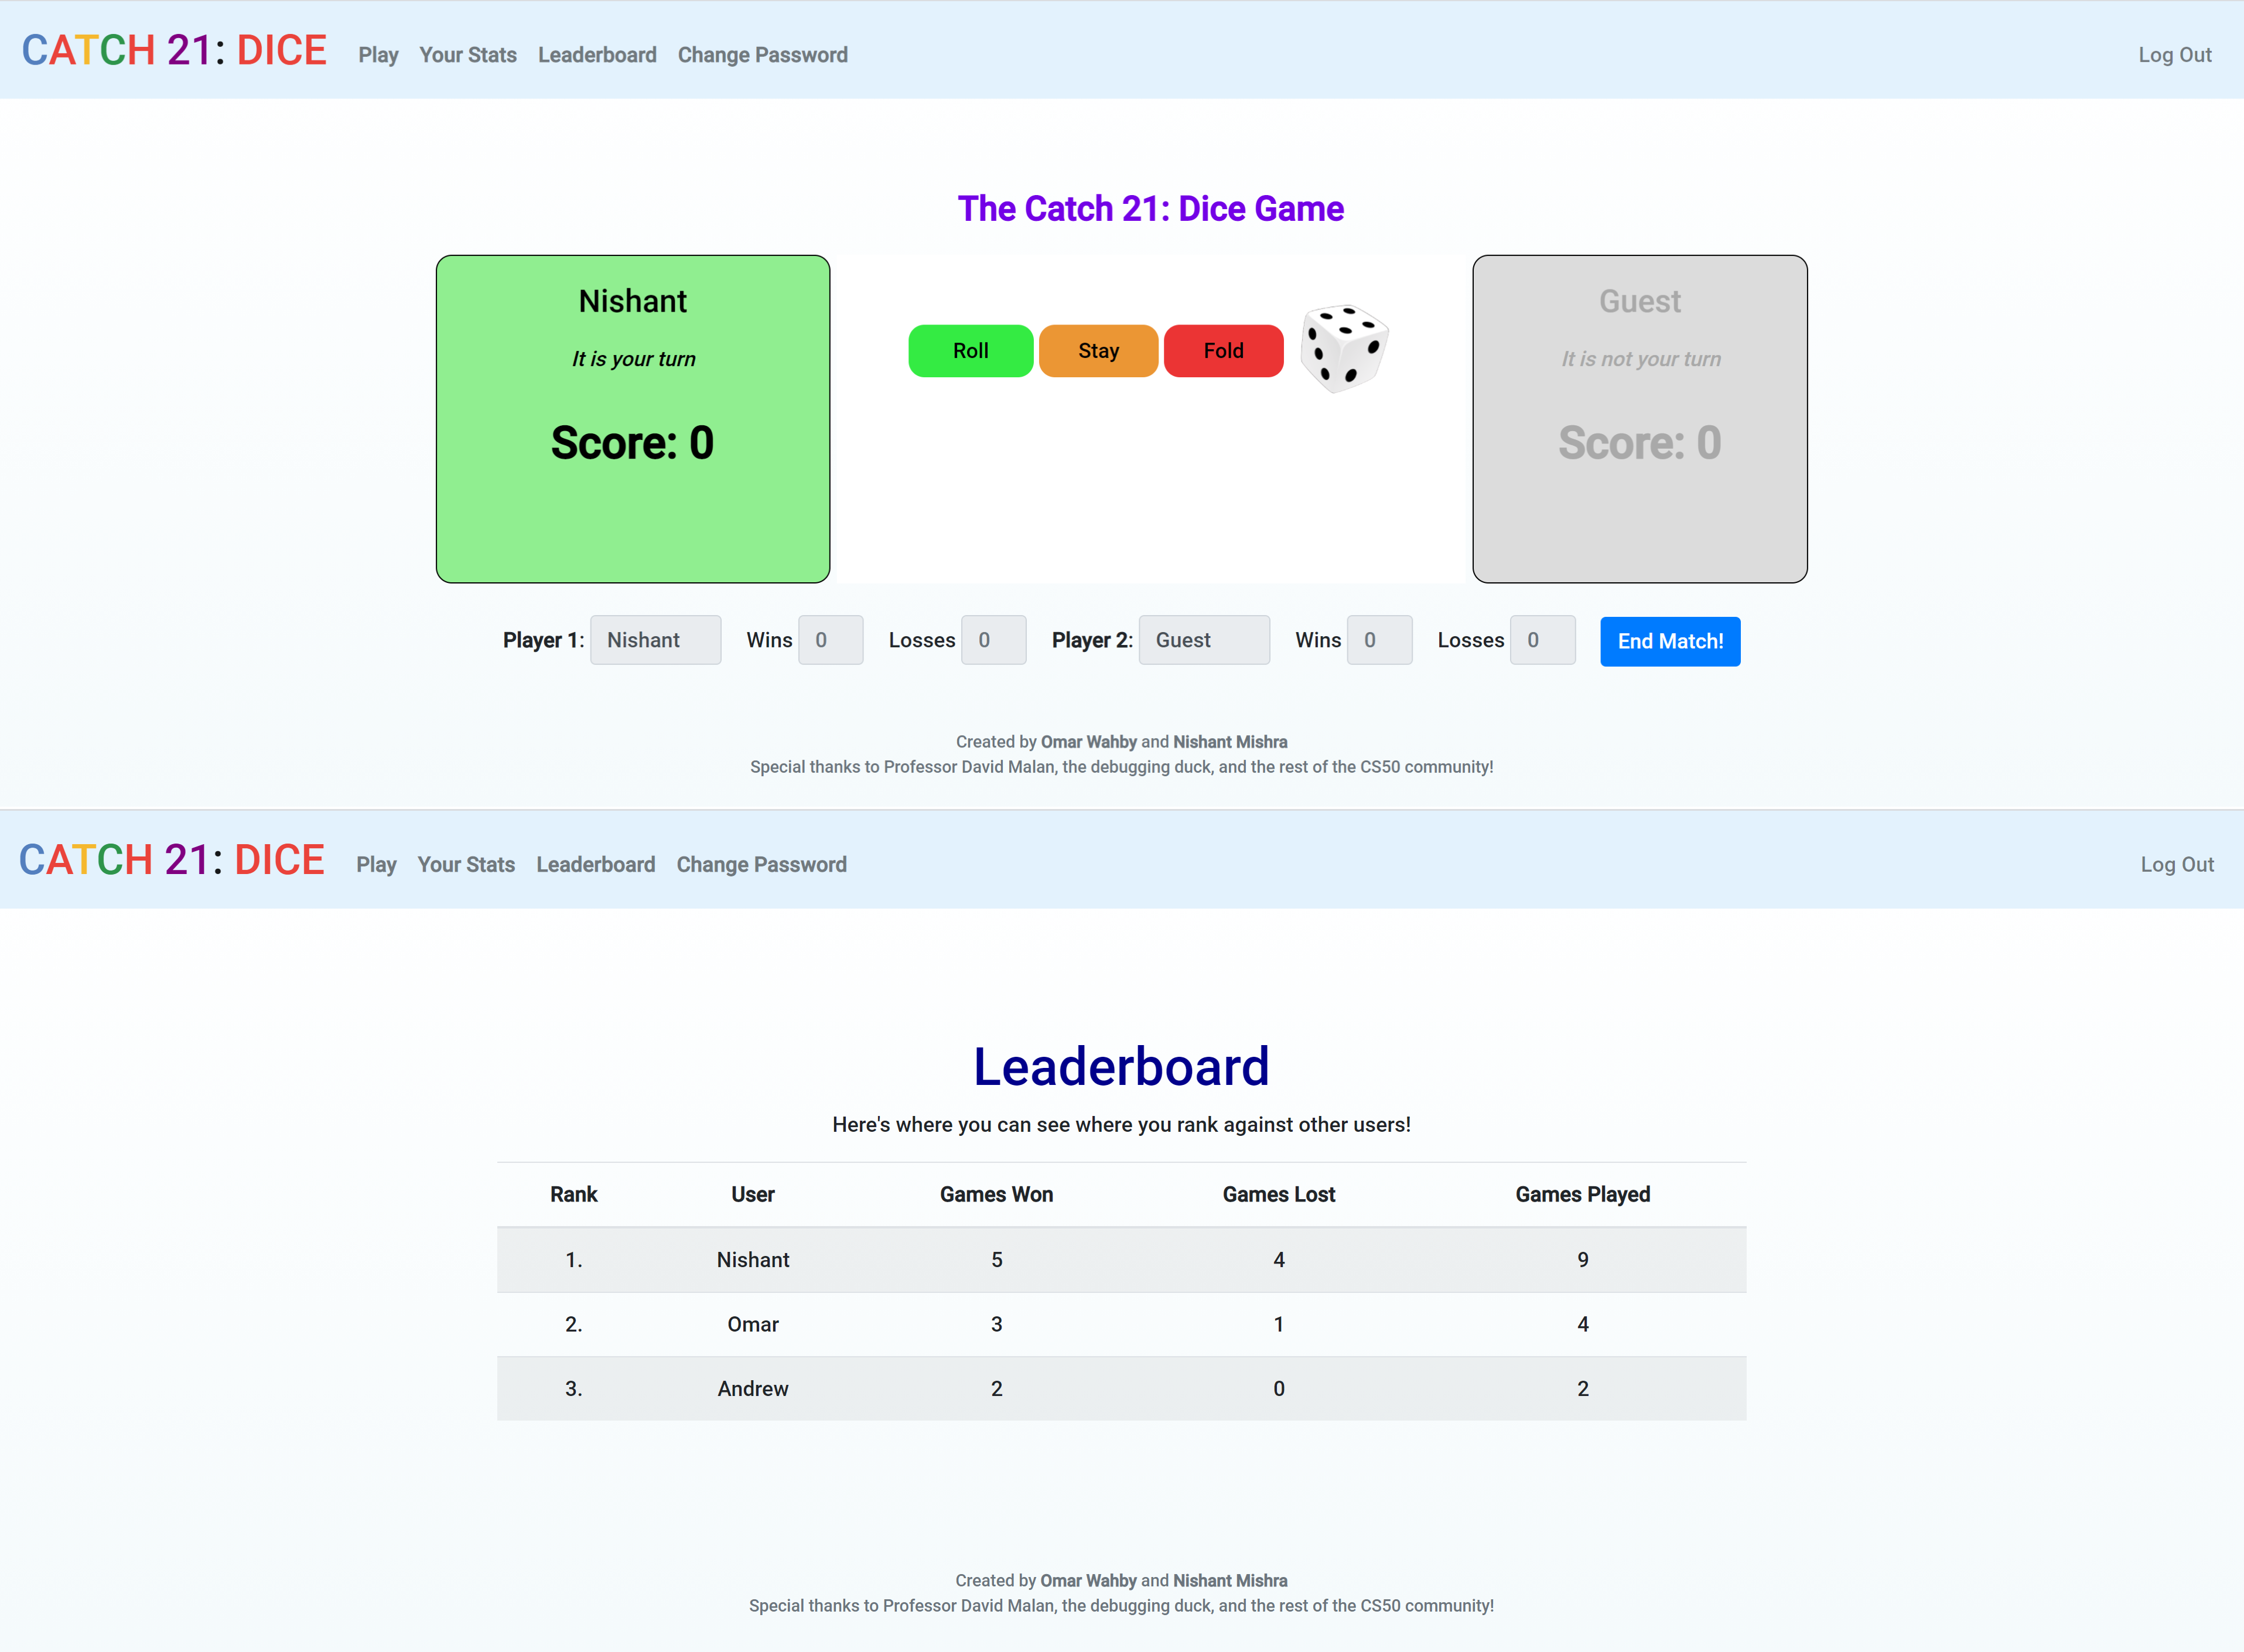 CATCH 21: DICE Play Your Stats Leaderboard Change Password Log Out
The Catch 21: Dice Game
Nishant
It is your turn
Score: 0
Roll Stay Fold
Guest
It is not your turn
Score: 0
Player 1: Nishant Wins 0 Losses 0 Player 2: Guest Wins 0 Losses 0 End Match!
Created by Omar Wahby and Nishant Mishra
Special thanks to Professor David Malan, the debugging duck, and the rest of the CS50 community!
CATCH 21: DICE Play Your Stats Leaderboard Change Password Log Out
Leaderboard
Here's where you can see where you rank against other users!
Rank User Games Won Games Lost Games Played
1. Nishant 5 4 9
2. Omar 3 1 4
3. Andrew 2 0 2
Created by Omar Wahby and Nishant Mishra
Special thanks to Professor David Malan, the debugging duck, and the rest of the CS50 community!